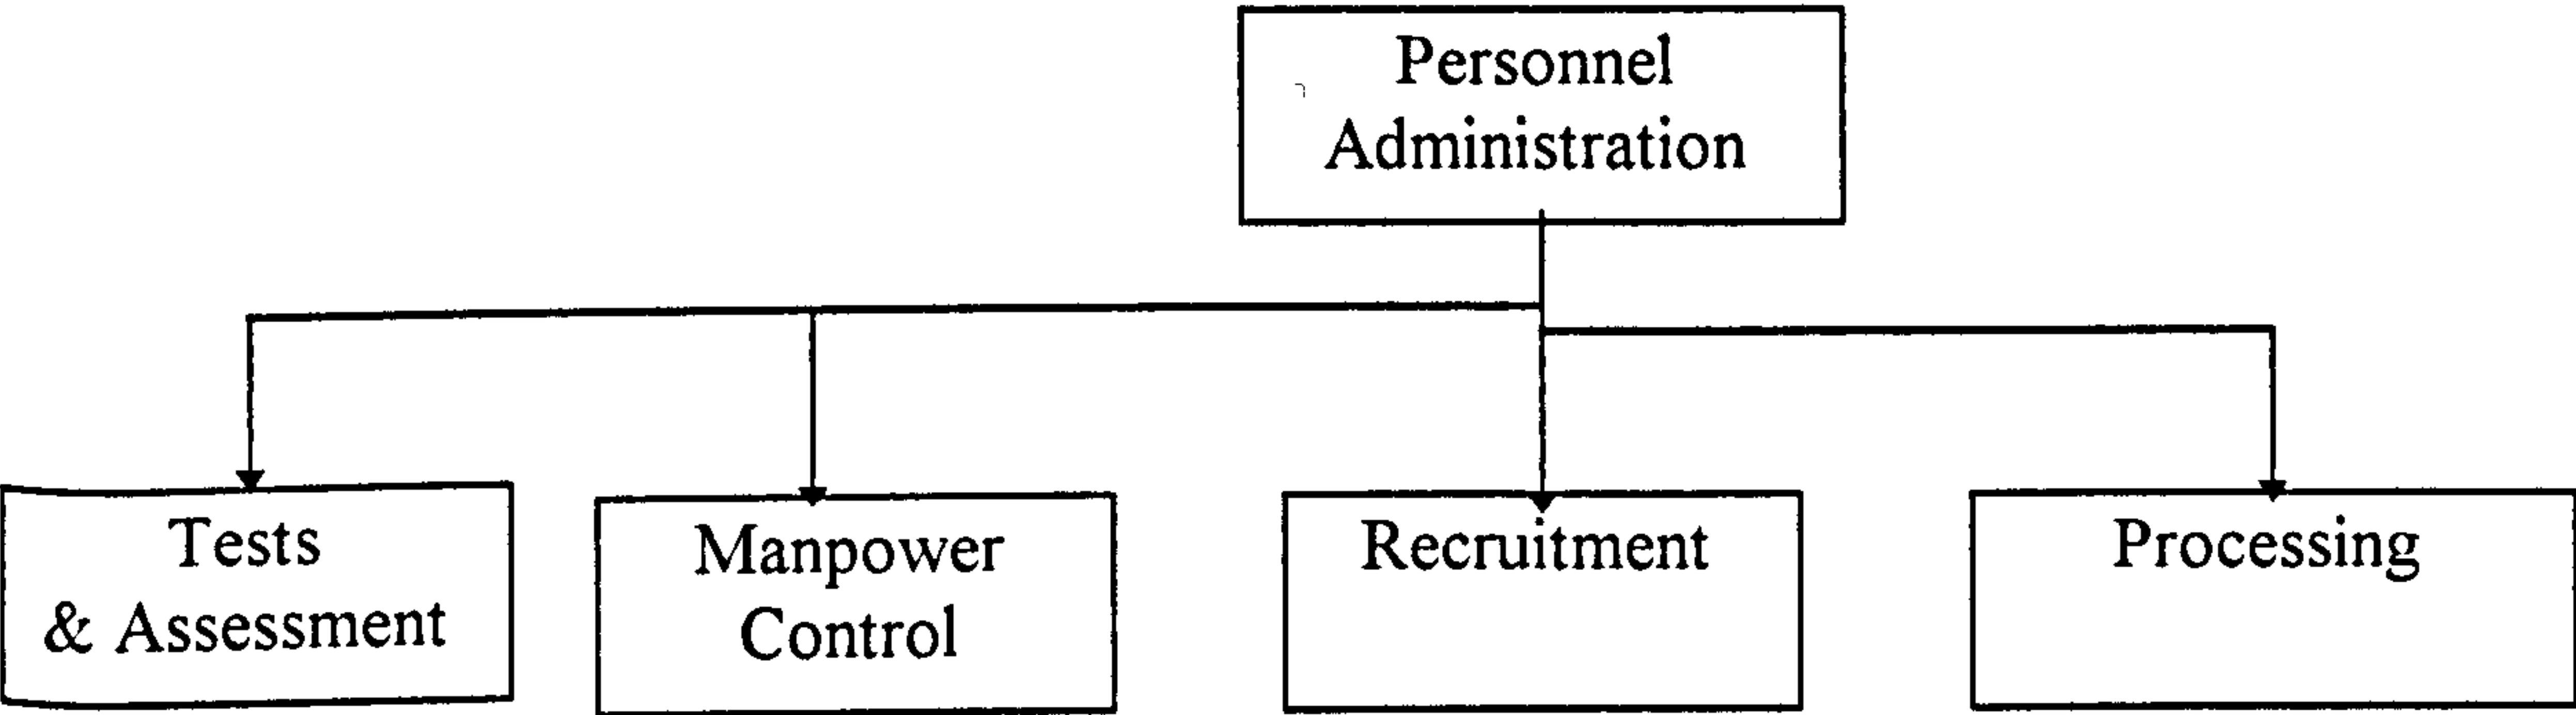 Personnel
Administration
Tests
& Assessment
Manpower
Control
Recruitment
Processing